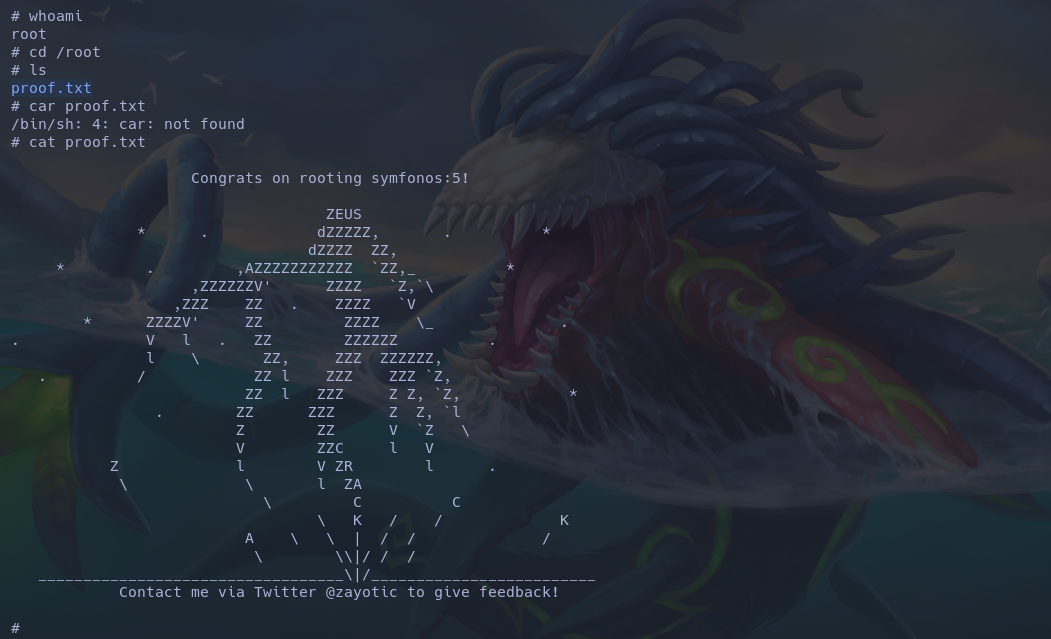 # whoami
root
# cd /root
# ls
proof.txt
# car proof.txt
/bin/sh: 4: car: not found
# cat proof.txt

                    Congrats on rooting symfonos:5!

                                   ZEUS
              *      .            dZZZZZ,       .          *
                                 dZZZZ  ZZ,
     *         .         ,AZZZZZZZZZZZ  `ZZ,_          *
                    ,ZZZZZZV'      ZZZZ   `Z,`\
                  ,ZZZ    ZZ   .    ZZZZ   `V
        *      ZZZZV'     ZZ         ZZZZ    \_              .
.              V   l   .   ZZ        ZZZZZZ          .
               l    \       ZZ,     ZZZ  ZZZZZZ,
   .          /            ZZ l    ZZZ    ZZZ `Z,
                          ZZ  l   ZZZ     Z Z, `Z,            *
                .        ZZ      ZZZ      Z  Z, `l
                         Z        ZZ      V  `Z   \
                         V        ZZC     l   V
           Z             l        V ZR        l      .
            \             \       l  ZA
                            \         C          C
                                  \   K   /    /             K
                          A    \   \  |  /  /              /
                           \        \\|/ /  /
   __________________________________\|/_________________________
            Contact me via Twitter @zayotic to give feedback!

#